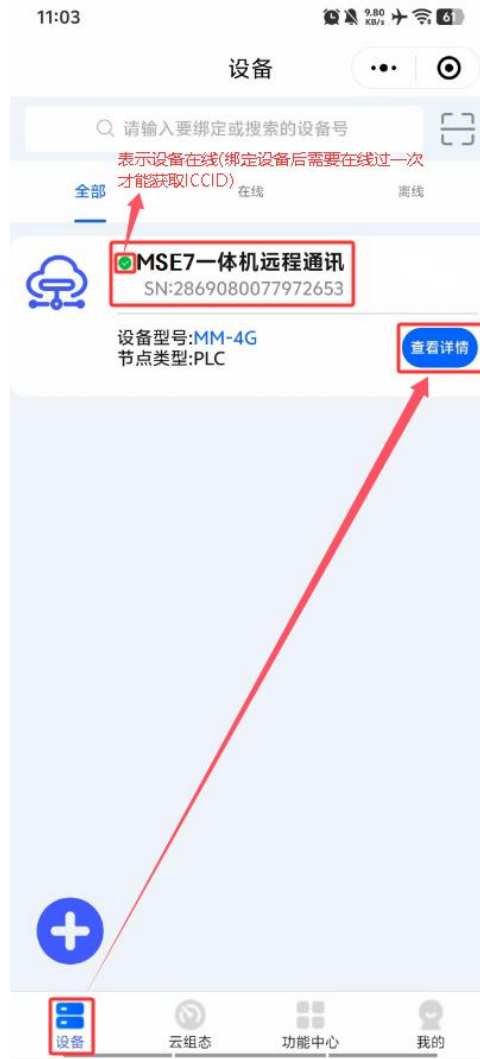 11:03
9.80
KB/s
61
设备
请输入要绑定或搜索的设备号
表示设备在线(绑定设备后需要在线过一次
才能获取ICCID)
全部
在线
离线
MSE7一体机远程通讯
SN:2869080077972653
设备型号:MM-4G
节点类型:PLC
查看详情
设备
云组态
功能中心
我的